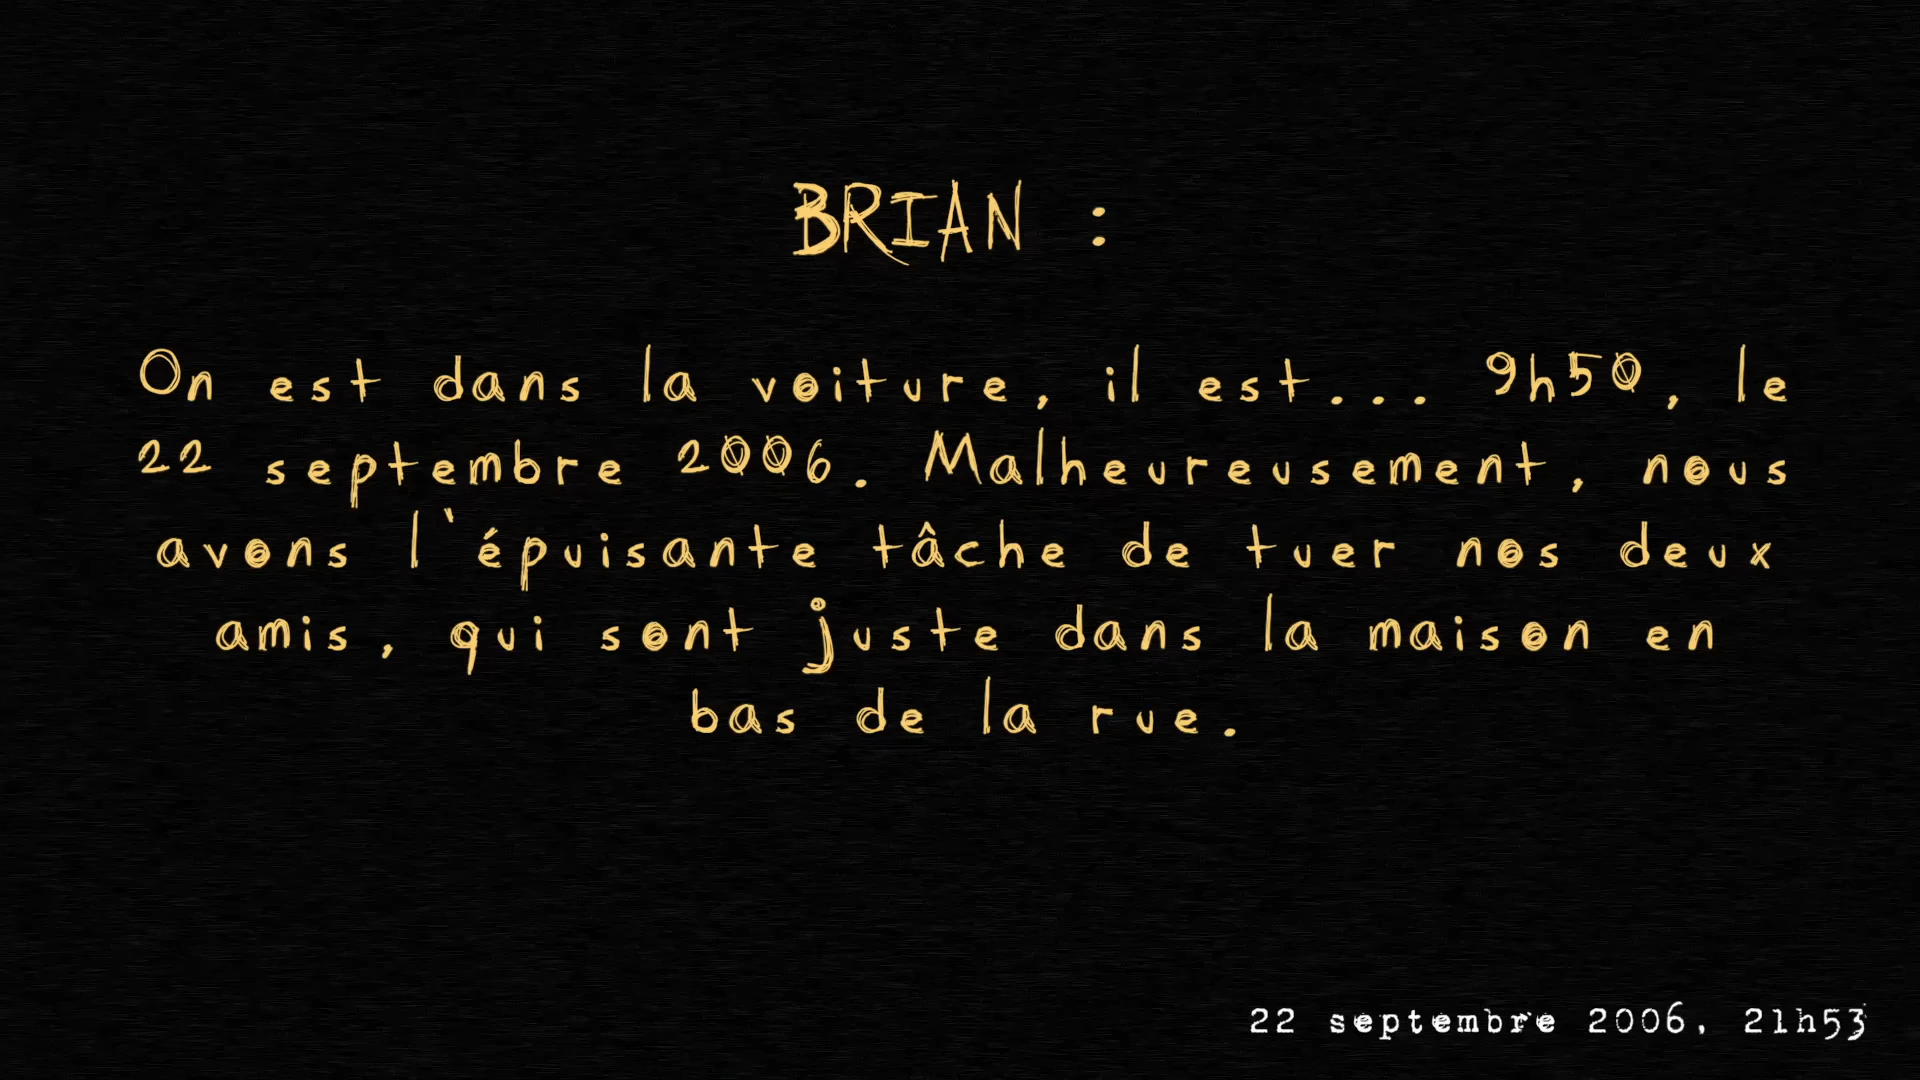 BRIAN :
On est dans la voiture, il est... 9h50, le
22 septembre 2006. Malheureusement, nous
avons l'épuisante tâche de tuer nos deux
amis, qui sont juste dans la maison en
bas de la rue.
22 septembre 2006, 21h53